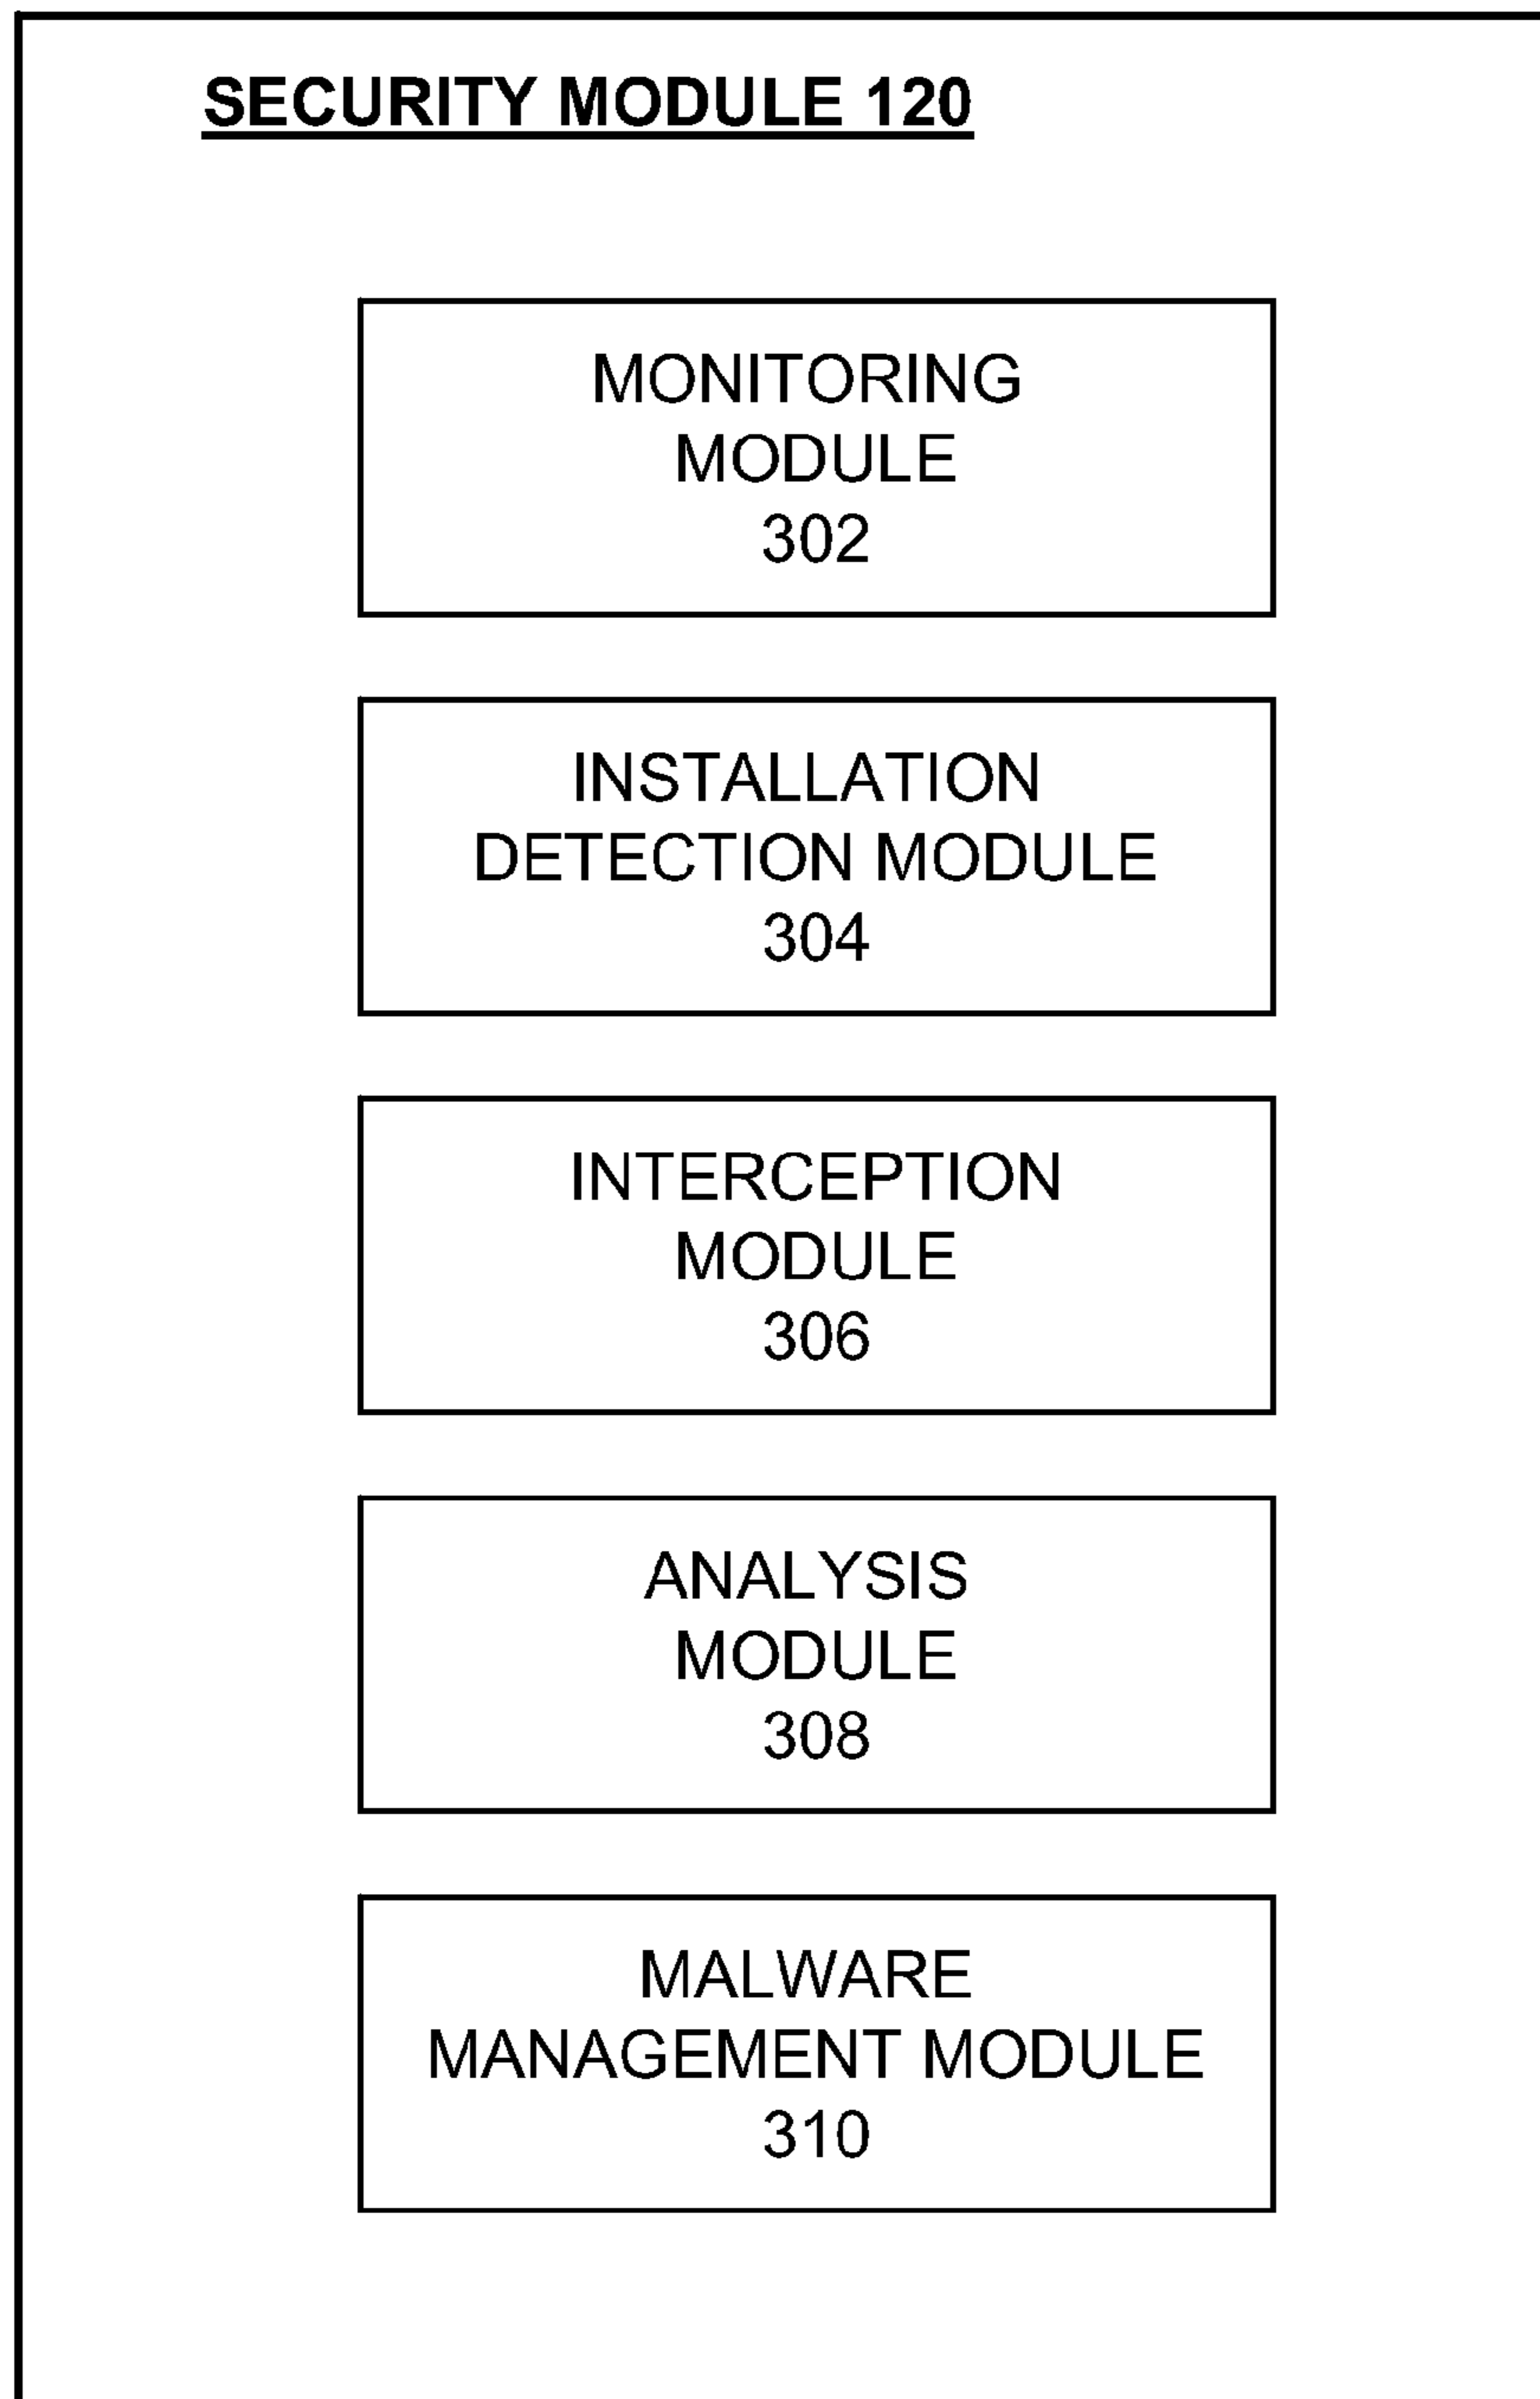 SECURITY MODULE 120
MONITORING
MODULE
302
INSTALLATION
DETECTION MODULE
304
INTERCEPTION
MODULE
306
ANALYSIS
MODULE
308
MALWARE
MANAGEMENT MODULE
310